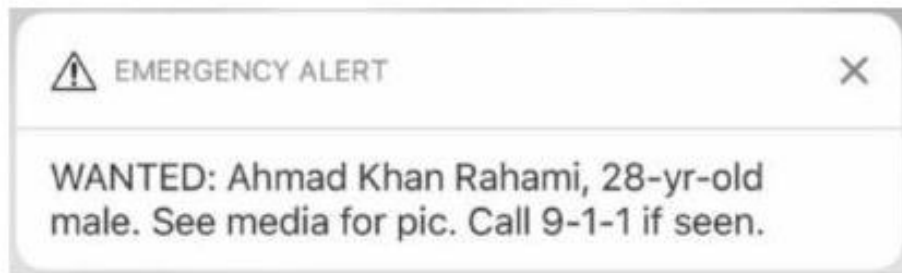 EMERGENCY ALERT
WANTED: Ahmad Khan Rahami, 28-yr-old
male. See media for pic. Call 9-1-1 if seen.